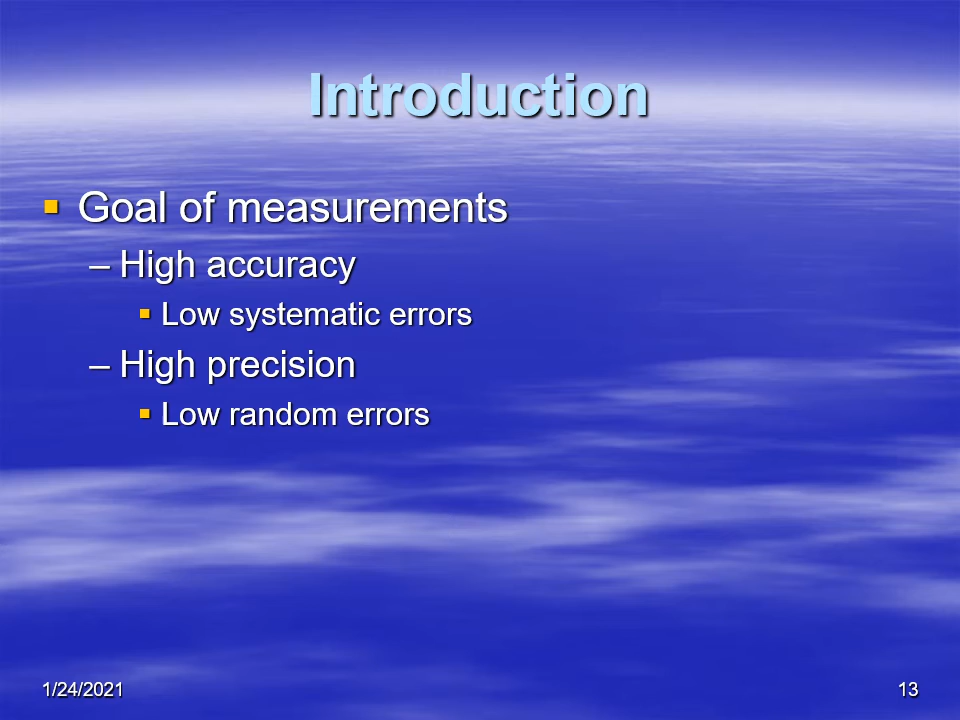 Introduction
▪ Goal of measurements
– High accuracy
▪ Low systematic errors
– High precision
▪ Low random errors
1/24/2021 13